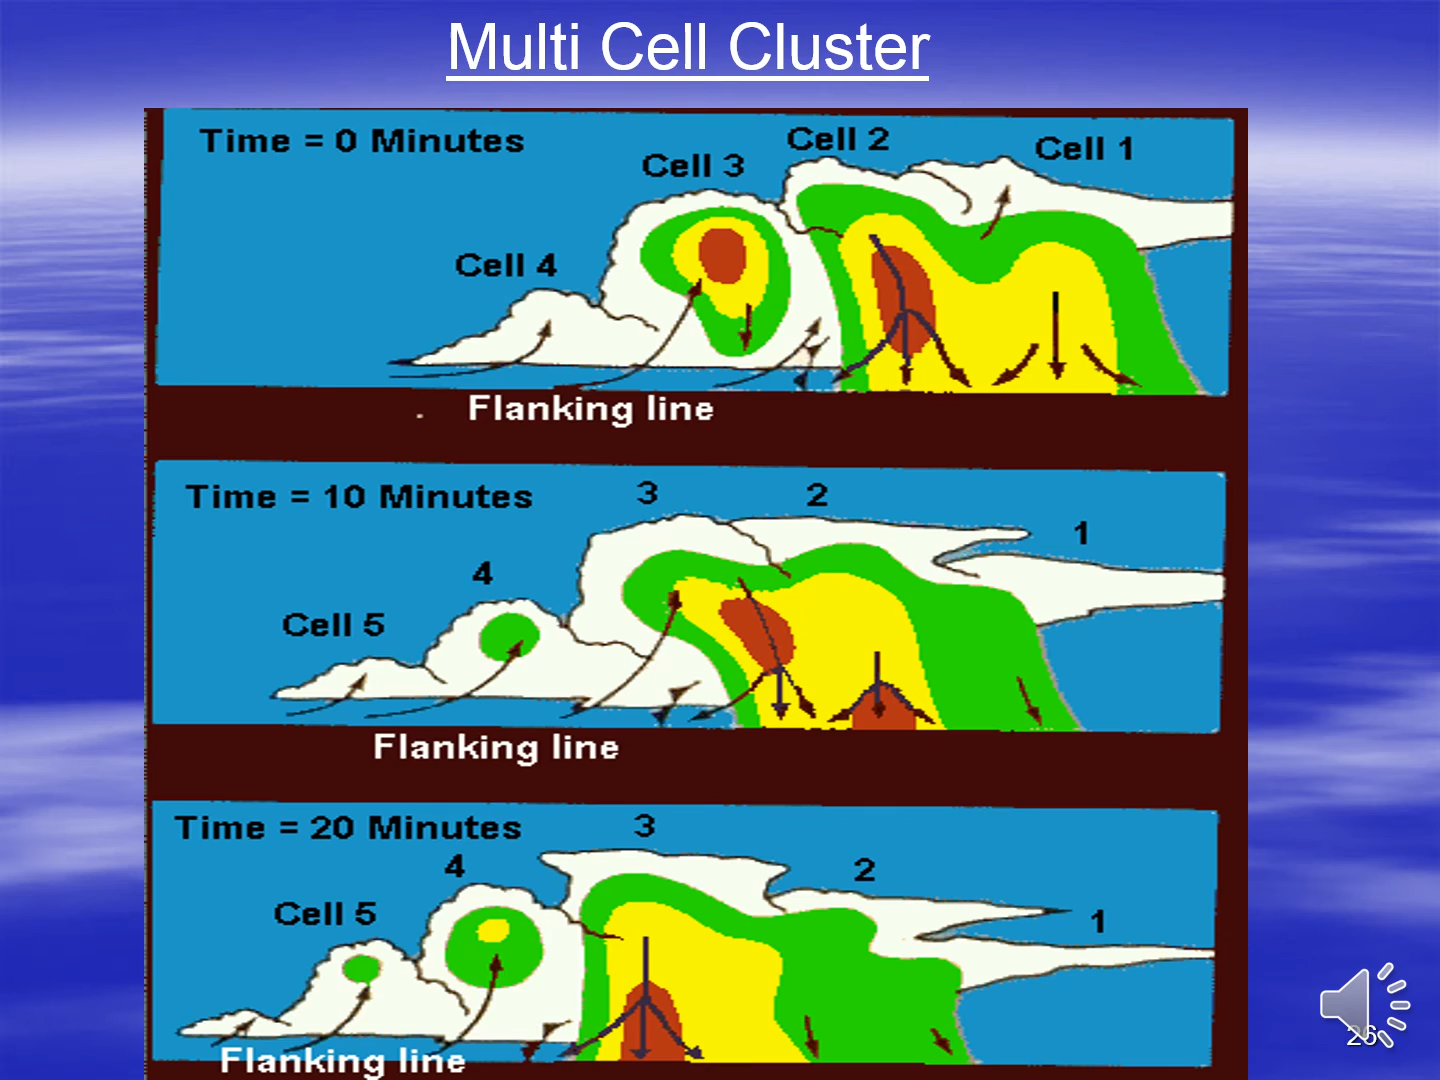 Multi Cell Cluster
Time = 0 Minutes
Cell 2
Cell 1
Cell 3
Cell 4
Flanking line
Time = 10 Minutes
3
2
1
4
Cell 5
Flanking line
Time = 20 Minutes
3
4
2
Cell 5
1
Flanking line
26